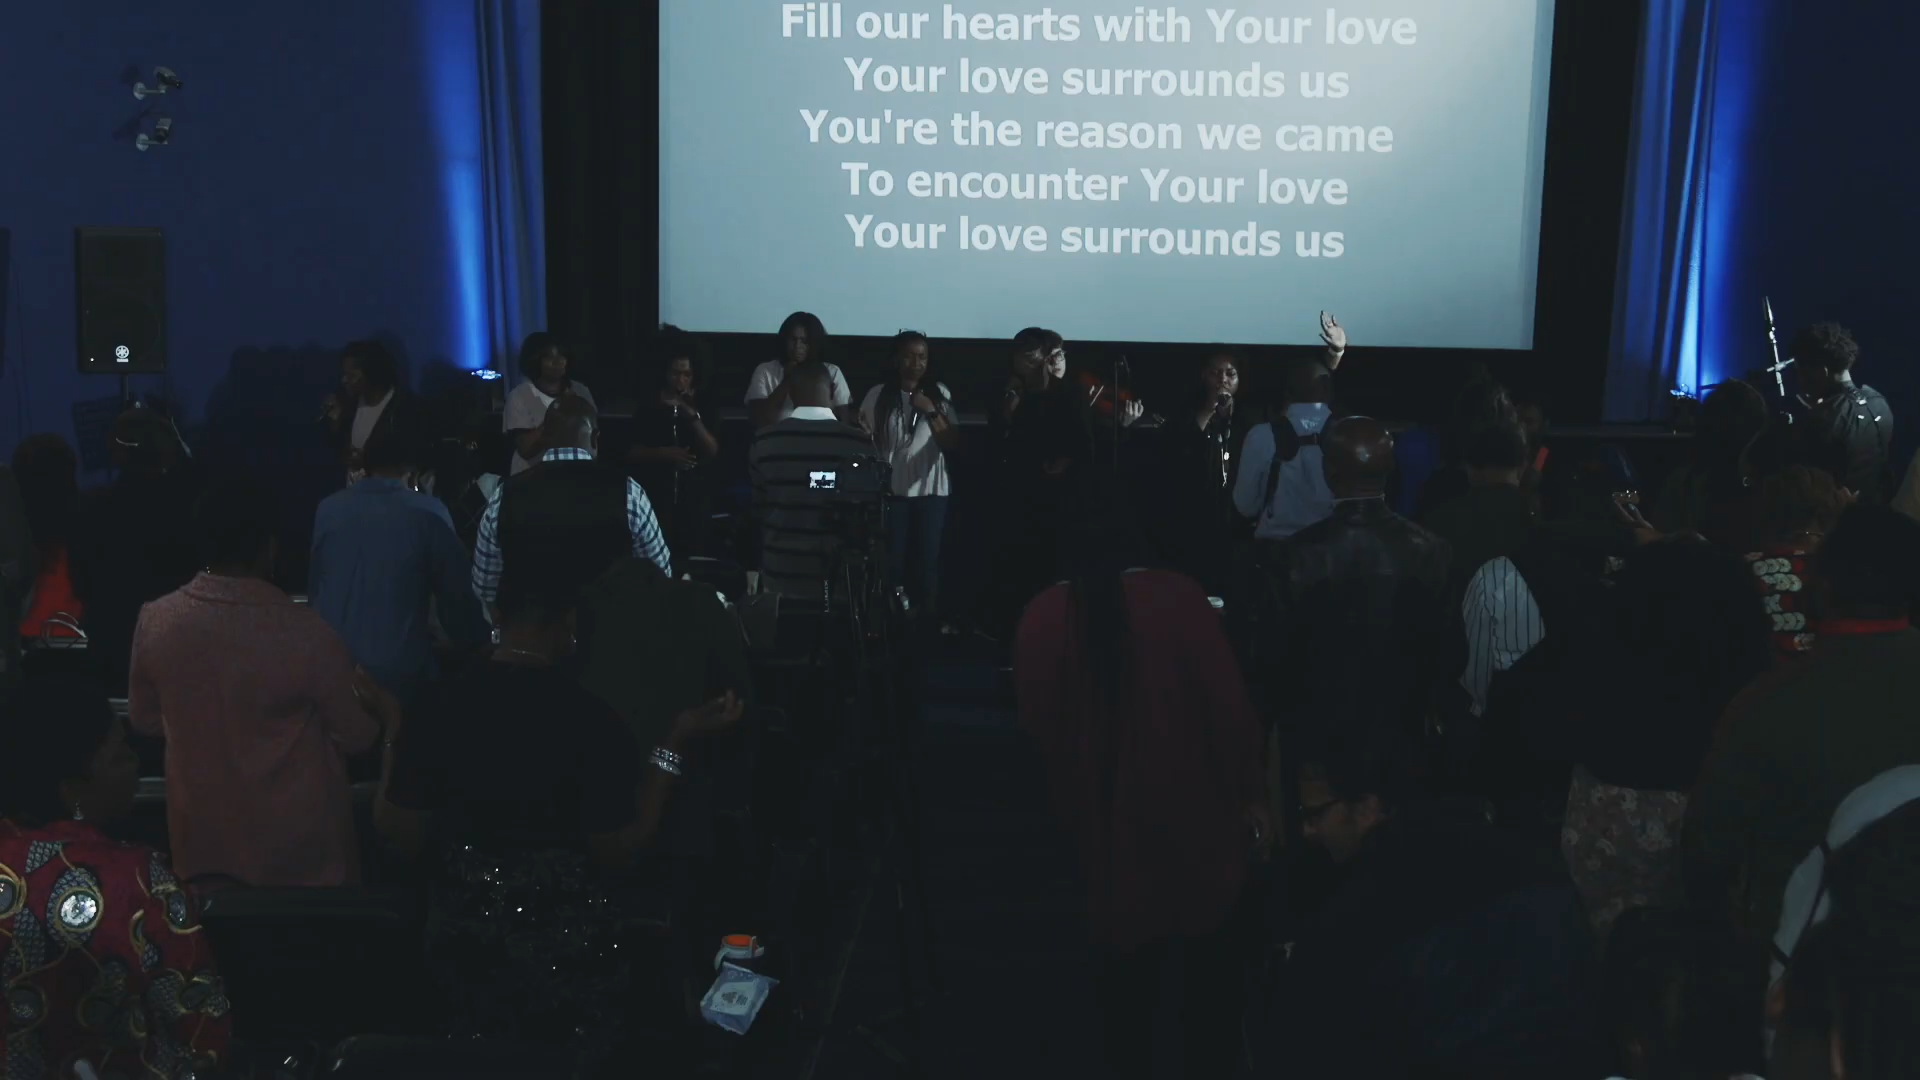 Fill our hearts with Your love
Your love surrounds us
You're the reason we came
To encounter Your love
Your love surrounds us